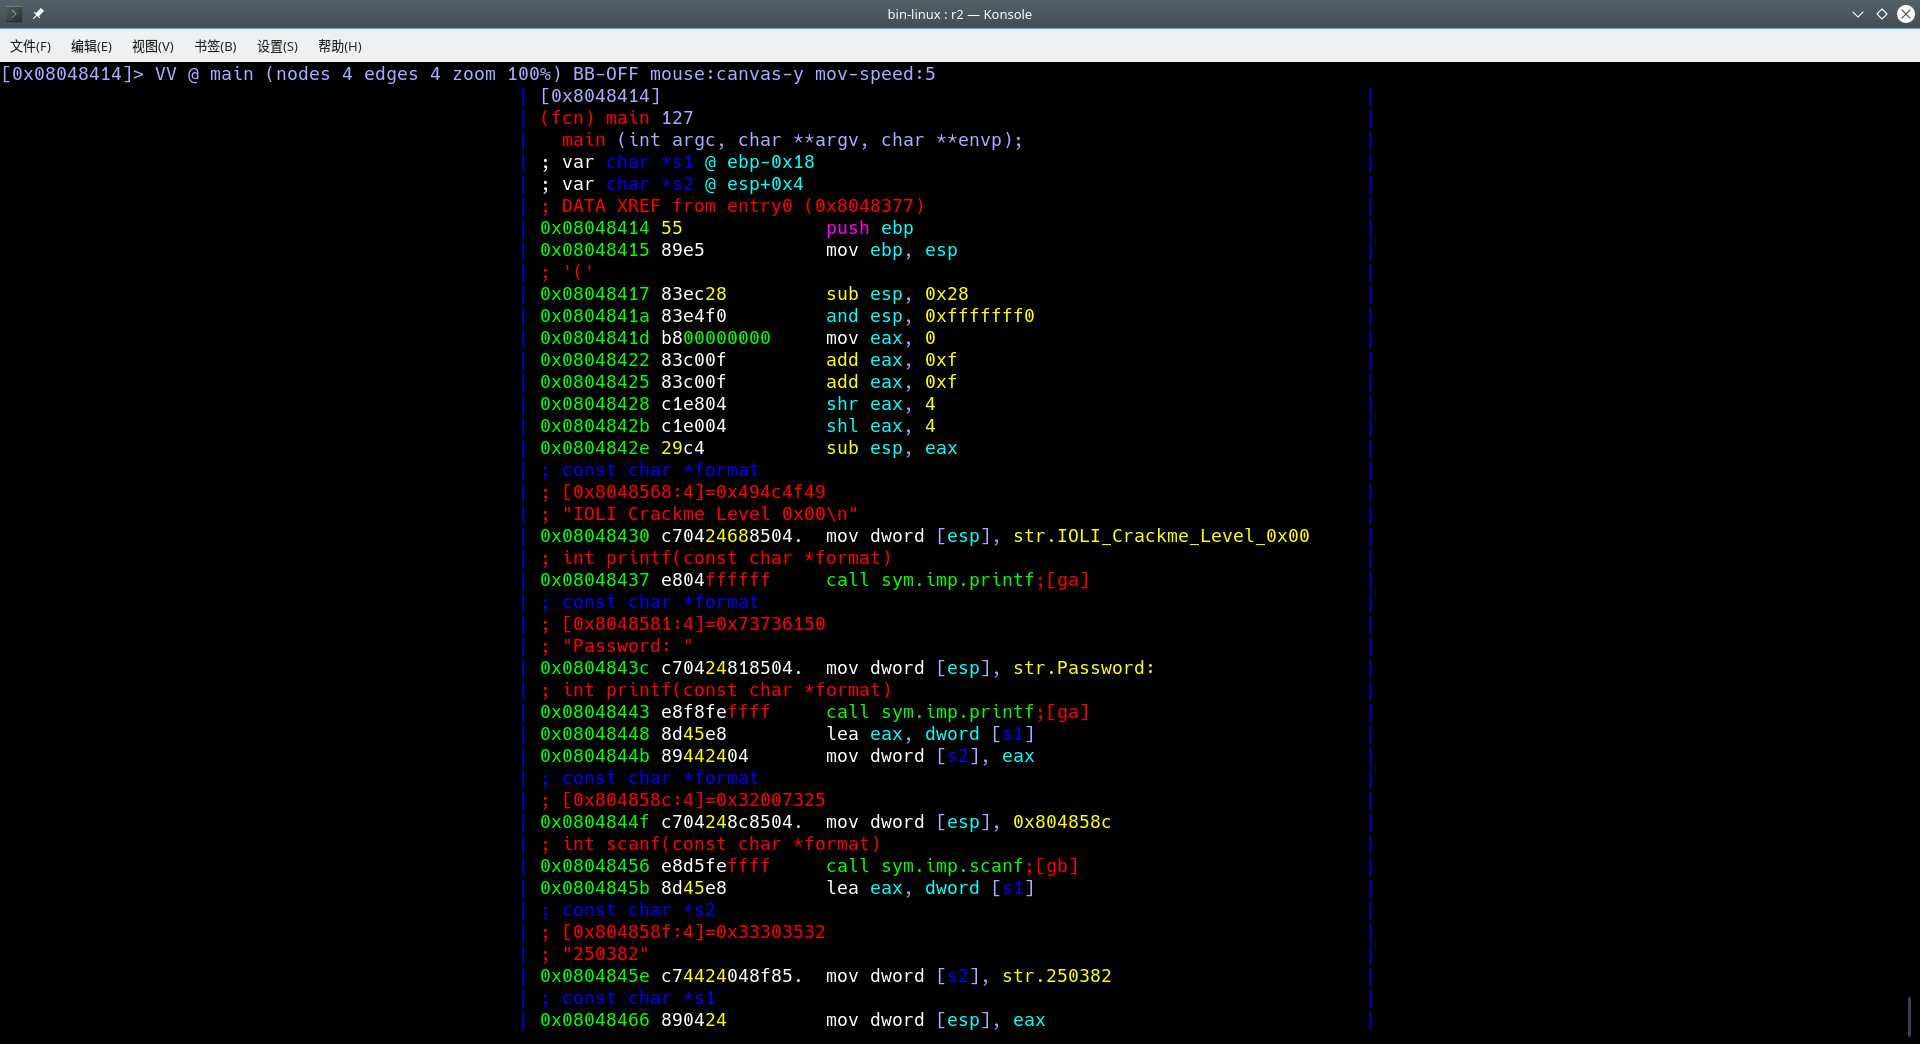 bin-linux : r2 — Konsole
文件(F) 编辑(E) 视图(V) 书签(B) 设置(S) 帮助(H)
[0x08048414]> VV @ main (nodes 4 edges 4 zoom 100%) BB-OFF mouse:canvas-y mov-speed:5
[0x8048414]
(fcn) main 127
main (int argc, char **argv, char **envp);
; var char *s1 @ ebp-0x18
; var char *s2 @ esp+0x4
; DATA XREF from entry0 (0x8048377)
0x08048414 55 push ebp
0x08048415 89e5 mov ebp, esp
; '('
0x08048417 83ec28 sub esp, 0x28
0x0804841a 83e4f0 and esp, 0xfffffff0
0x0804841d b800000000 mov eax, 0
0x08048422 83c00f add eax, 0xf
0x08048425 83c00f add eax, 0xf
0x08048428 c1e804 shr eax, 4
0x0804842b c1e004 shl eax, 4
0x0804842e 29c4 sub esp, eax
; const char *format
; [0x8048568:4]=0x494c4f49
; "IOLI Crackme Level 0x00\n"
0x08048430 c70424688504. mov dword [esp], str.IOLI_Crackme_Level_0x00
; int printf(const char *format)
0x08048437 e804ffffff call sym.imp.printf;[ga]
; const char *format
; [0x8048581:4]=0x73736150
; "Password: "
0x0804843c c70424818504. mov dword [esp], str.Password:
; int printf(const char *format)
0x08048443 e8f8feffff call sym.imp.printf;[ga]
0x08048448 8d45e8 lea eax, dword [s1]
0x0804844b 89442404 mov dword [s2], eax
; const char *format
; [0x804858c:4]=0x32007325
0x0804844f c704248c8504. mov dword [esp], 0x804858c
; int scanf(const char *format)
0x08048456 e8d5feffff call sym.imp.scanf;[gb]
0x0804845b 8d45e8 lea eax, dword [s1]
; const char *s2
; [0x804858f:4]=0x33303532
; "250382"
0x0804845e c74424048f85. mov dword [s2], str.250382
; const char *s1
0x08048466 890424 mov dword [esp], eax